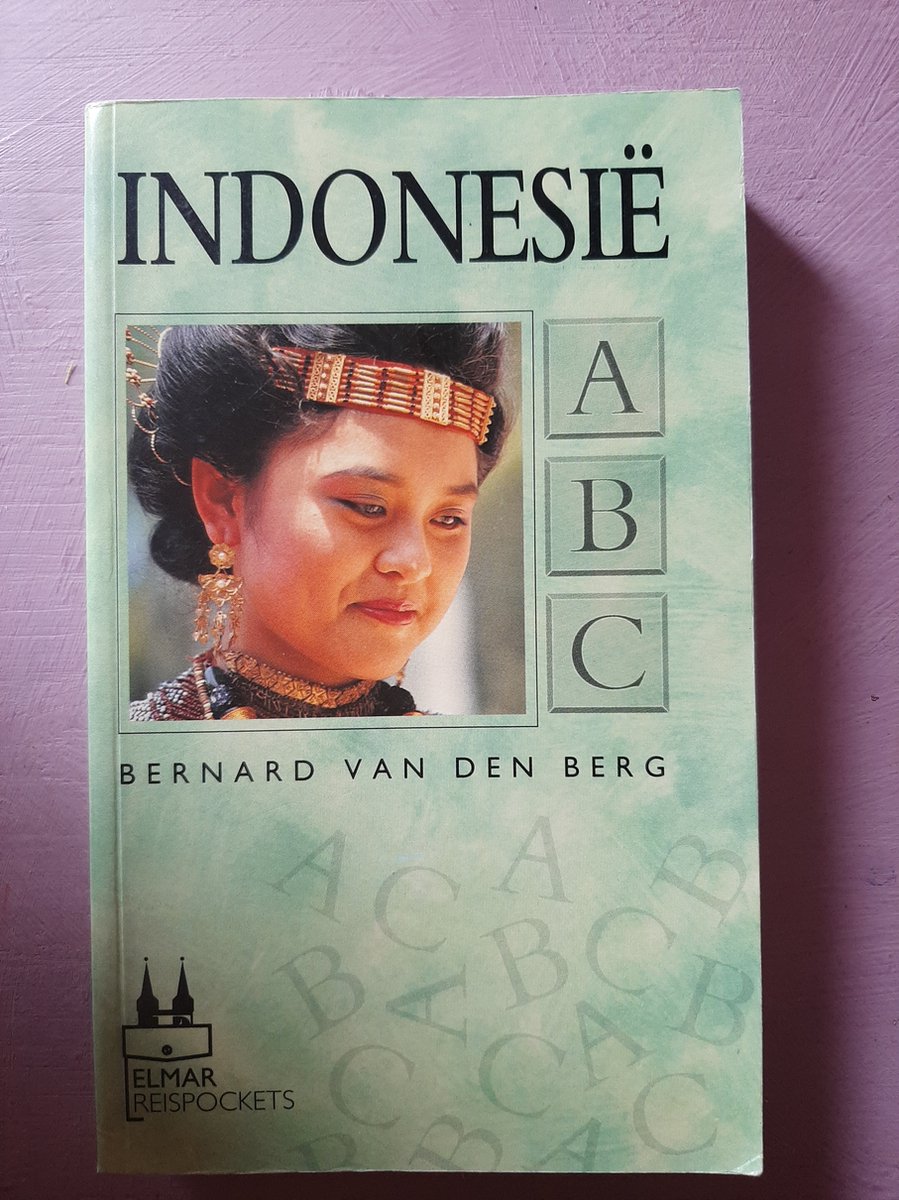 INDONESIË
A
B
C
BERNARD VAN DEN BERG
A A B
C
B B C
A B
C C A
C
B B A C
ELMAR
REISPOCKETS